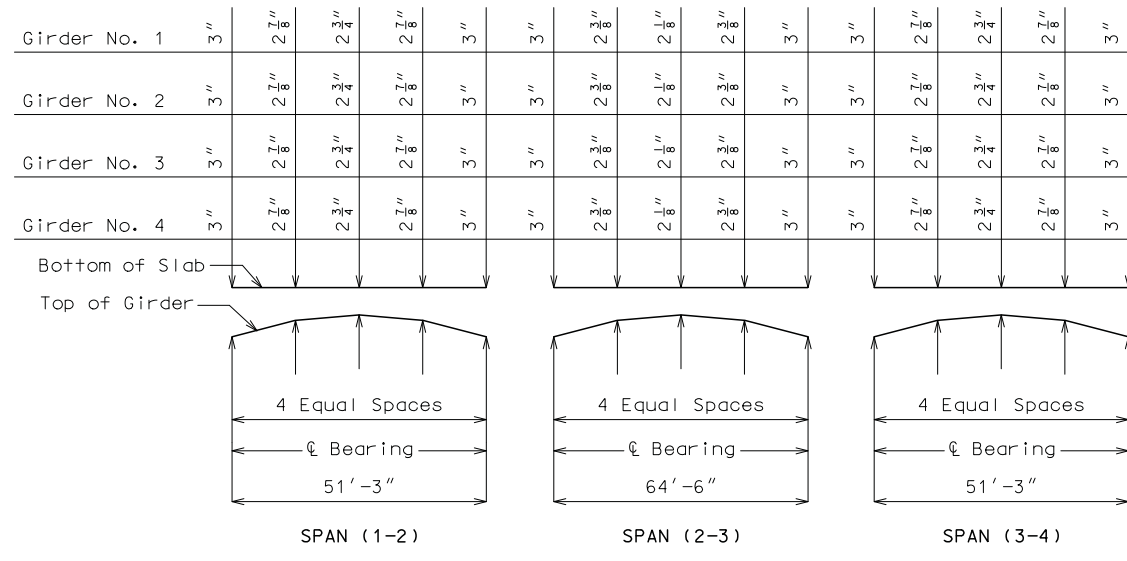 Girder No. 1 3" 2 7/8" 2 3/4" 2 7/8" 3" 3" 2 3/8" 2 1/8" 2 3/8" 3" 3" 2 7/8" 2 3/4" 2 7/8" 3"
Girder No. 2 3" 2 7/8" 2 3/4" 2 7/8" 3" 3" 2 3/8" 2 1/8" 2 3/8" 3" 3" 2 7/8" 2 3/4" 2 7/8" 3"
Girder No. 3 3" 2 7/8" 2 3/4" 2 7/8" 3" 3" 2 3/8" 2 1/8" 2 3/8" 3" 3" 2 7/8" 2 3/4" 2 7/8" 3"
Girder No. 4 3" 2 7/8" 2 3/4" 2 7/8" 3" 3" 2 3/8" 2 1/8" 2 3/8" 3" 3" 2 7/8" 2 3/4" 2 7/8" 3"
Bottom of Slab
Top of Girder
4 Equal Spaces 4 Equal Spaces 4 Equal Spaces
℄ Bearing ℄ Bearing ℄ Bearing
51'-3" 64'-6" 51'-3"
SPAN (1-2) SPAN (2-3) SPAN (3-4)